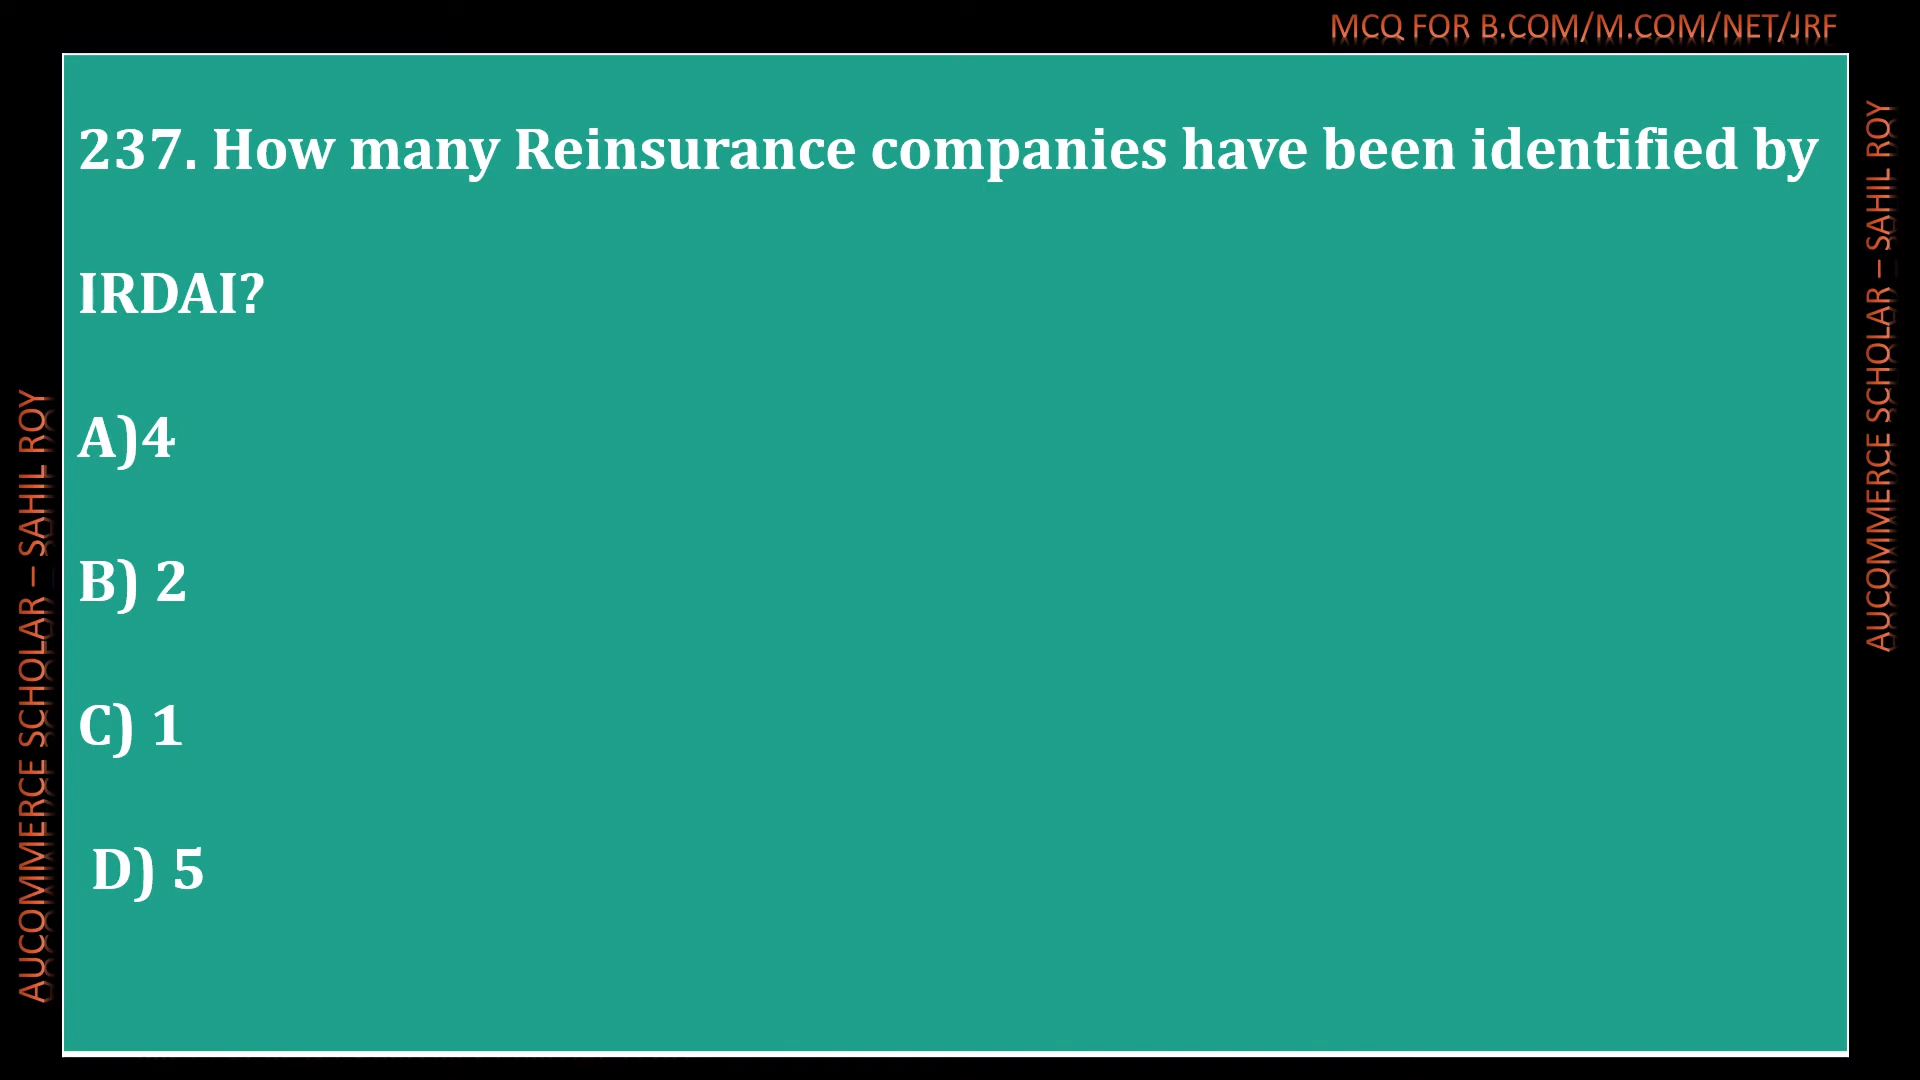 MCQ FOR B.COM/M.COM/NET/JRF
237. How many Reinsurance companies have been identified by
IRDAI?
A)4
B) 2
C) 1
D) 5
AUCOMMERCE SCHOLAR – SAHIL ROY
AUCOMMERCE SCHOLAR – SAHIL ROY